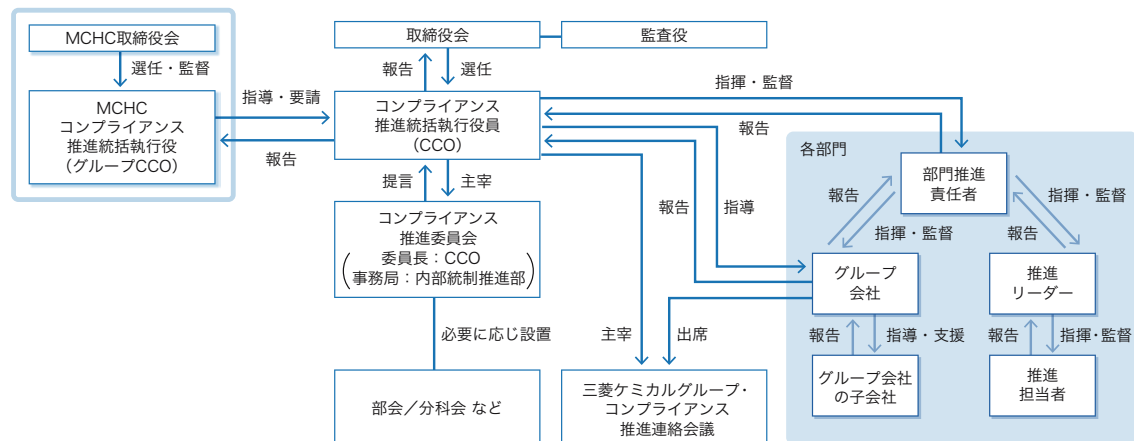 MCHC取締役会
選任・監督
MCHC
コンプライアンス
推進統括執行役
(グループCCO)
指導・要請
報告
取締役会
監査役
報告
選任
コンプライアンス
推進統括執行役員
(CCO)
提言
主宰
コンプライアンス
推進委員会
委員長：CCO
事務局：内部統制推進部
必要に応じ設置
部会／分科会 など
指揮・監督
報告
報告
指導
主宰
出席
三菱ケミカルグループ・
コンプライアンス
推進連絡会議
各部門
部門推進
責任者
報告
指揮・監督
指揮・監督
報告
グループ
会社
推進
リーダー
報告
指導・支援
報告
指揮・監督
グループ会社
の子会社
推進
担当者